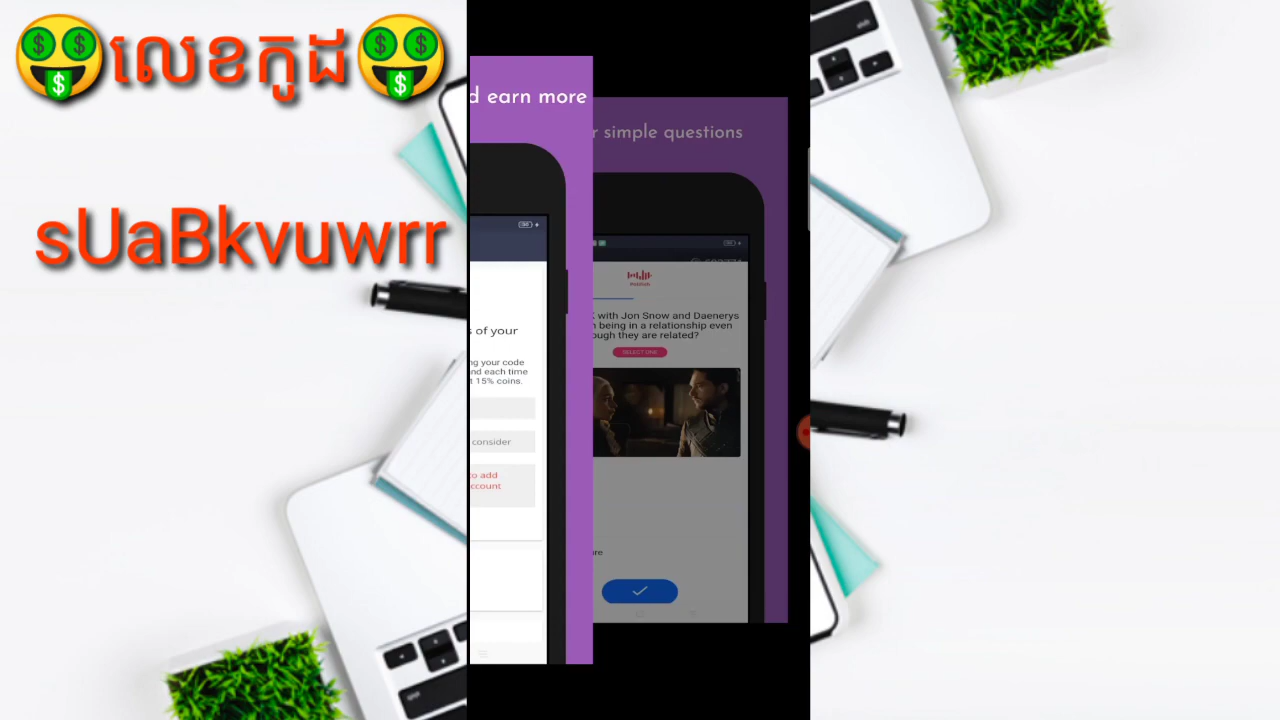 លេខកូដ
sUaBkvuwrr
d earn more
s of your
ng your code
nd each time
t 15% coins.
consider
to add
ccount
r simple questions
with Jon Snow and Daenerys
being in a relationship even
ough they are related?
SELECT ONE